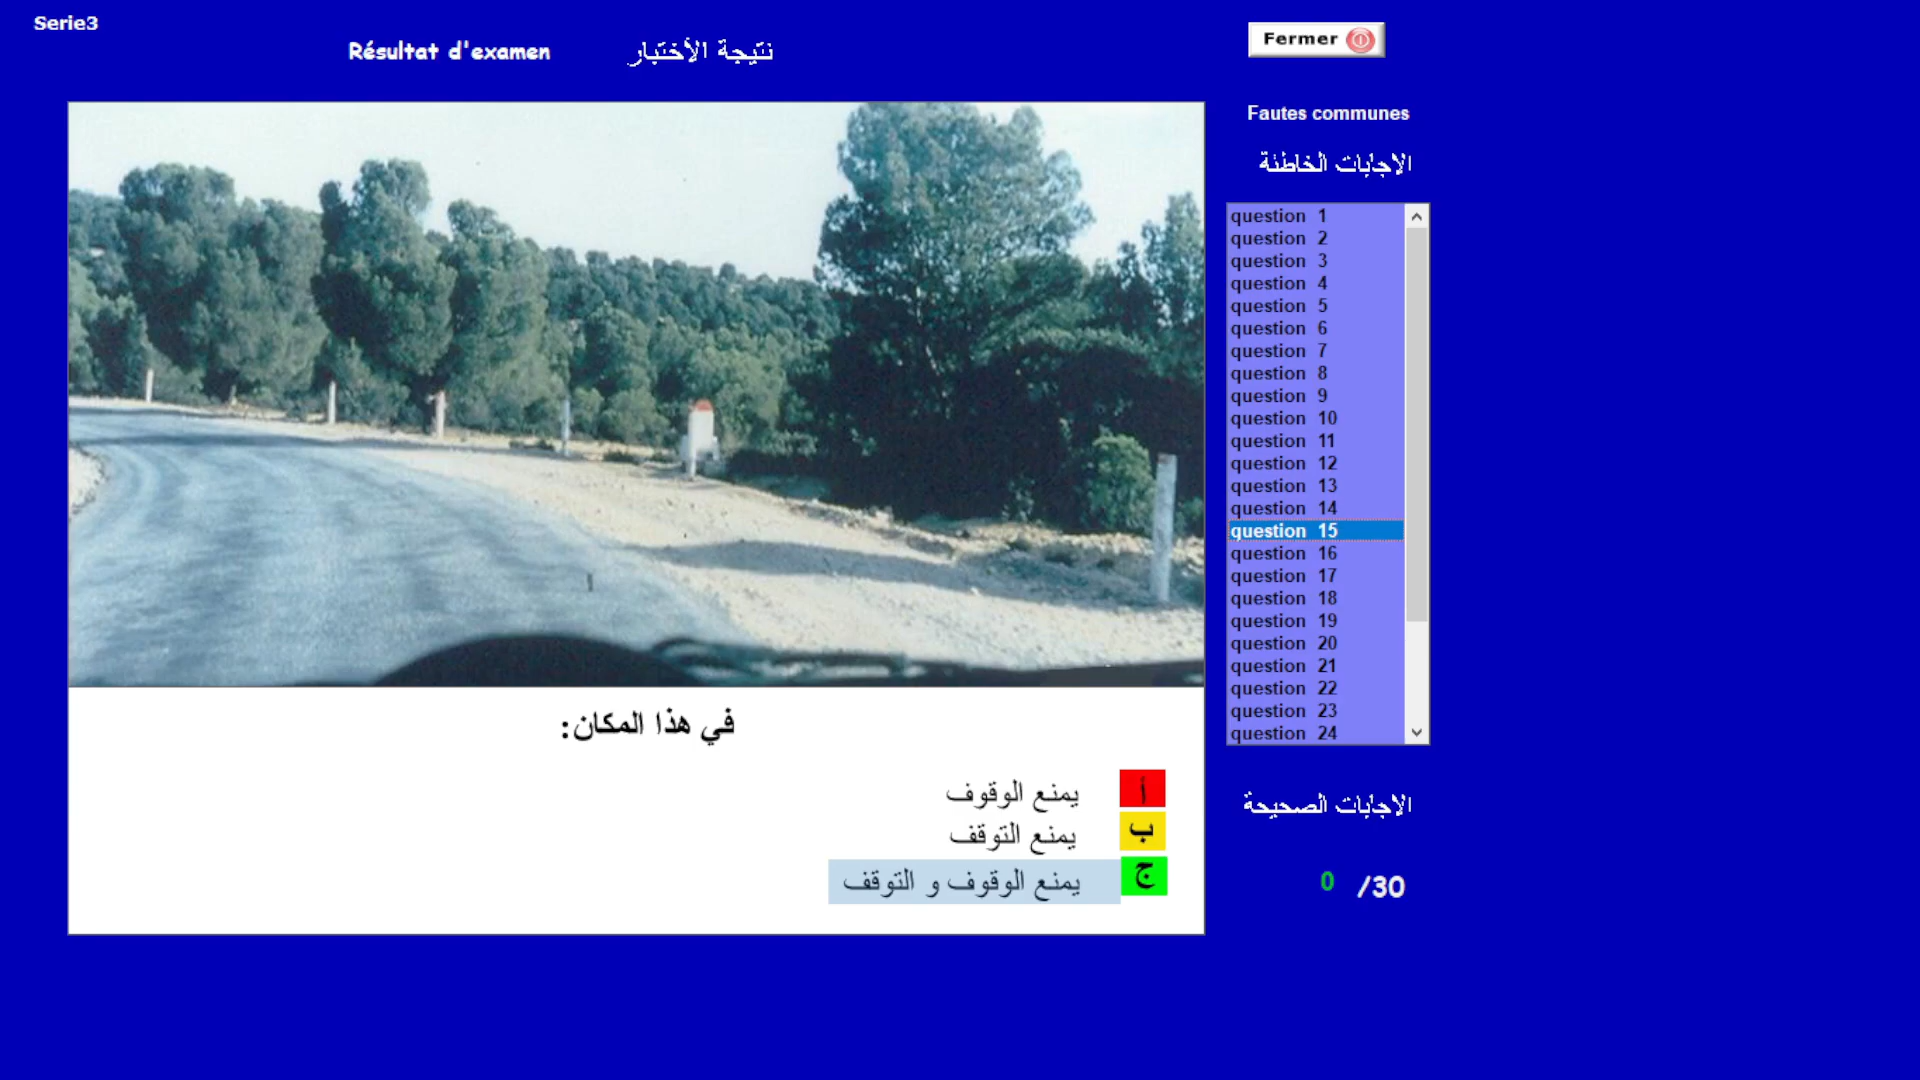 Serie3
Résultat d'examen
نتيجة الأختبار
Fermer
Fautes communes
الإجابات الخاطئة
question 1
question 2
question 3
question 4
question 5
question 6
question 7
question 8
question 9
question 10
question 11
question 12
question 13
question 14
question 15
question 16
question 17
question 18
question 19
question 20
question 21
question 22
question 23
question 24
في هذا المكان:
أ يمنع الوقوف
ب يمنع التوقف
ج يمنع الوقوف و التوقف
الإجابات الصحيحة
0 /30